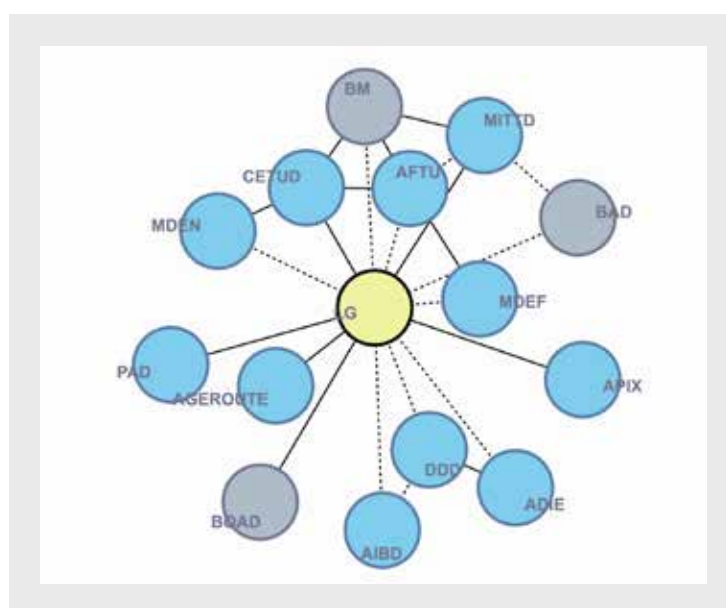 BM
MITTD
CETUD
AFTU
MDEN
BAD
MDEF
G
PAD
AGEROUTE
APIX
DDD
BOAD
ADIE
AIBD